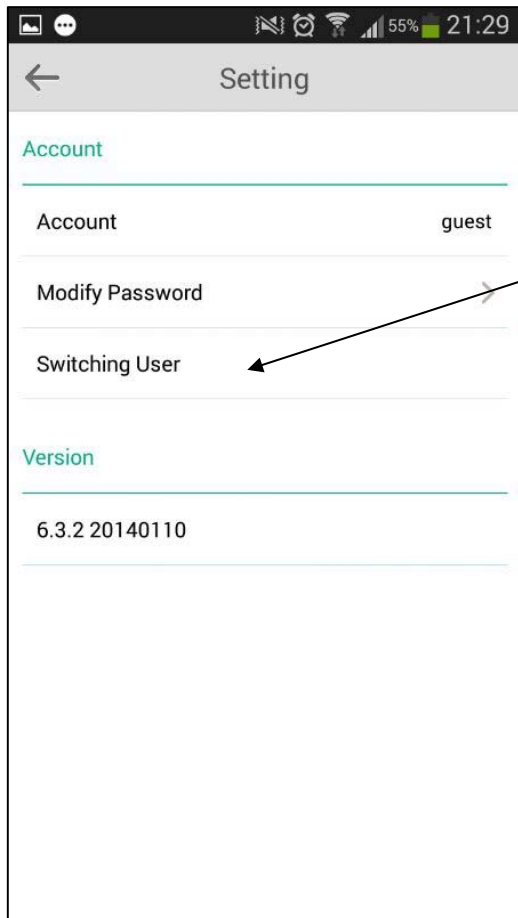 55% 21:29
Setting
Account
Account guest
Modify Password
Switching User
Version
6.3.2 20140110